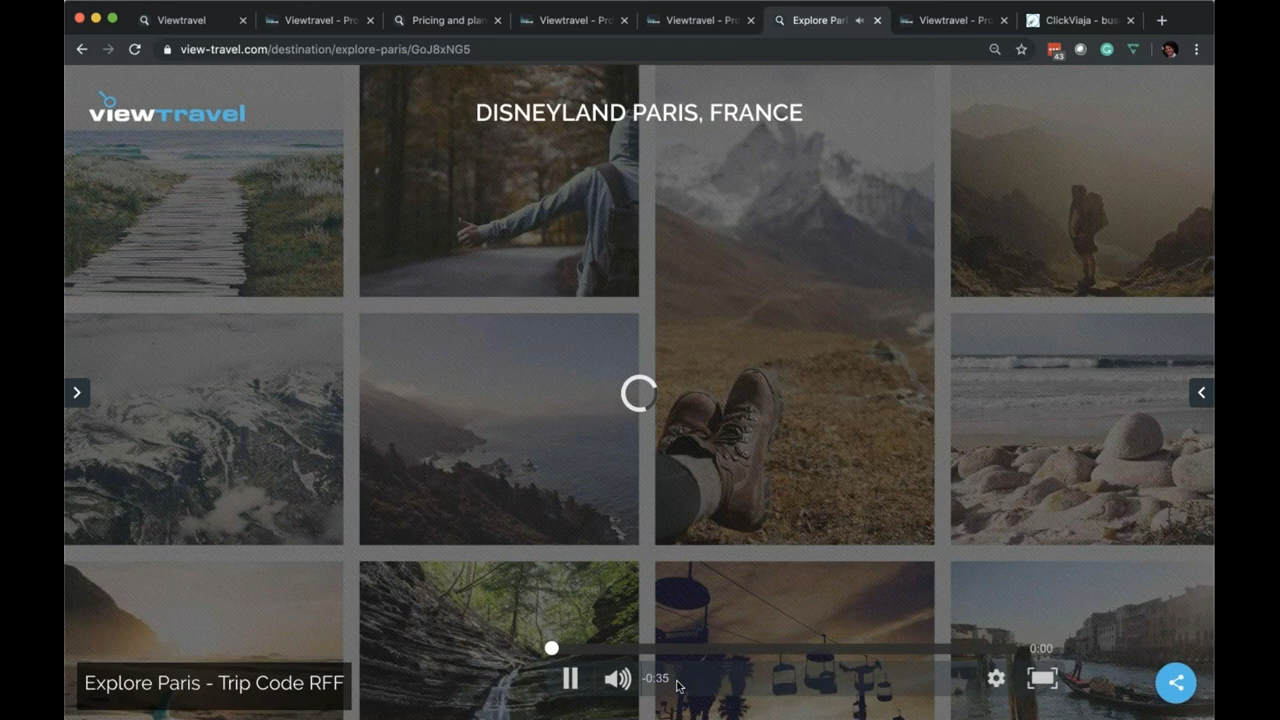 Viewtravel
Viewtravel - Pro
Pricing and plan
Viewtravel - Pro
Viewtravel - Pro
Explore Pari
Viewtravel - Pro
ClickViaja - bus
view-travel.com/destination/explore-paris/GoJ8xNG5
43
viewtravel
DISNEYLAND PARIS, FRANCE
0:00
-0:35
Explore Paris - Trip Code RFF